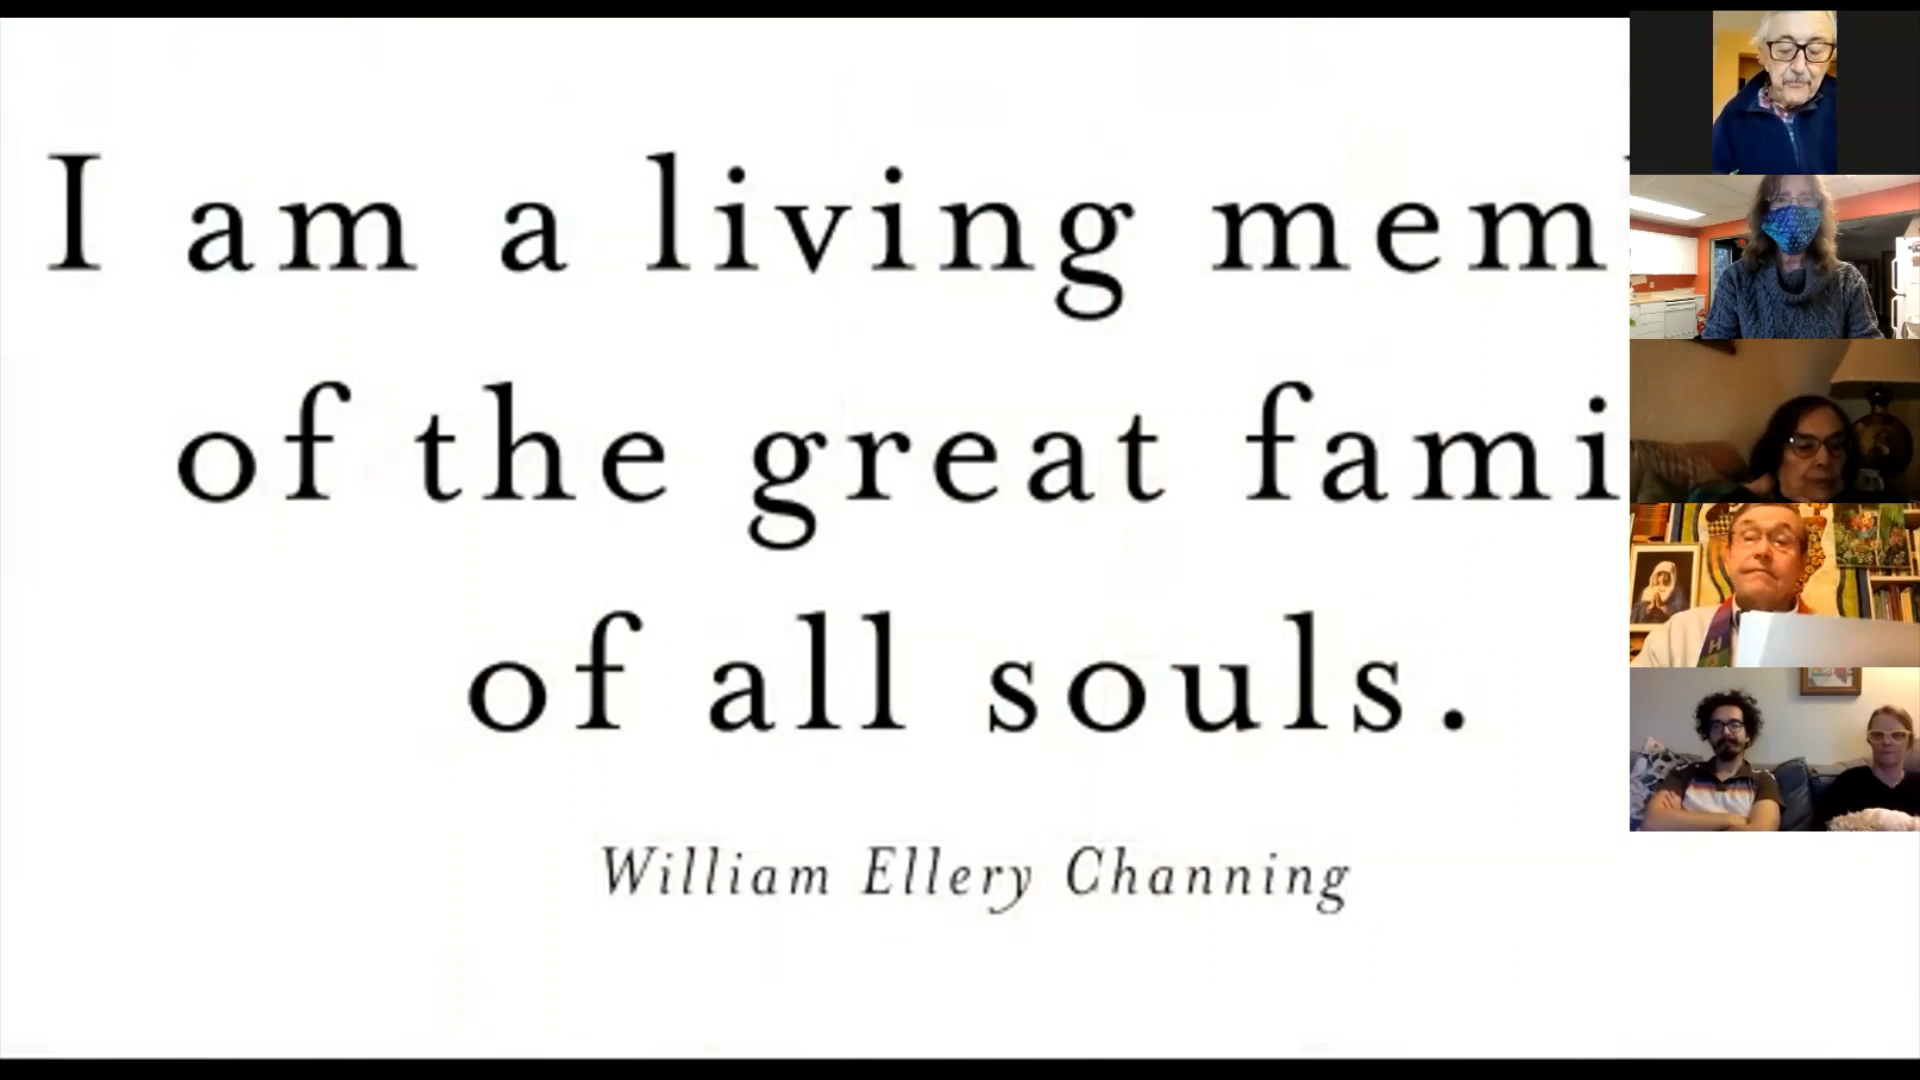 I am a living mem
of the great fami
of all souls.
William Ellery Channing